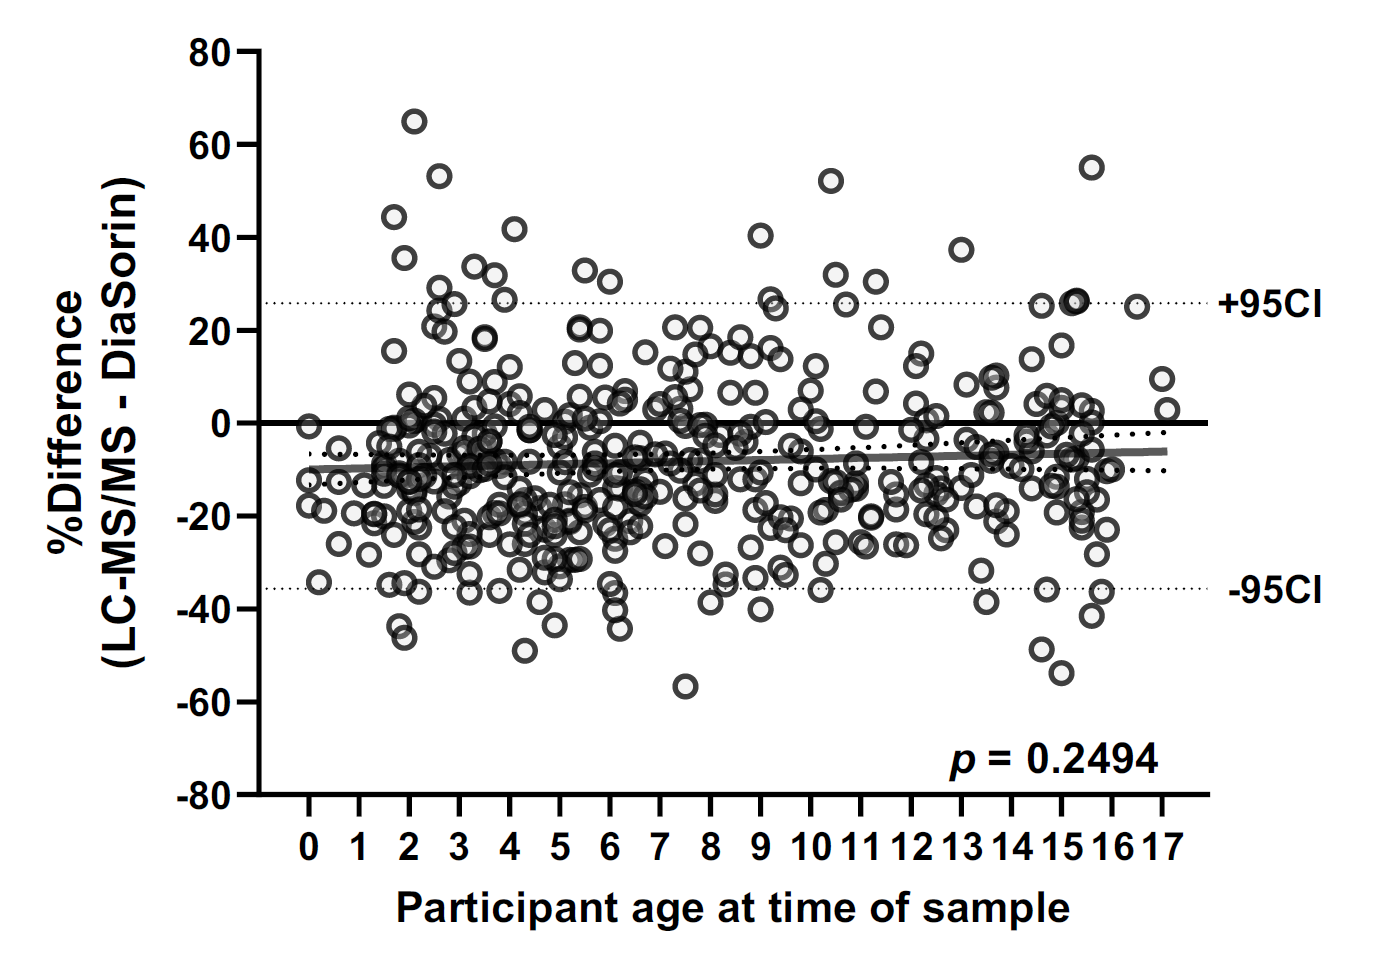 80
60
40
20
0
-20
-40
-60
-80
%Difference
(LC-MS/MS - DiaSorin)
+95CI
-95CI
p = 0.2494
0 1 2 3 4 5 6 7 8 9 10 11 12 13 14 15 16 17
Participant age at time of sample